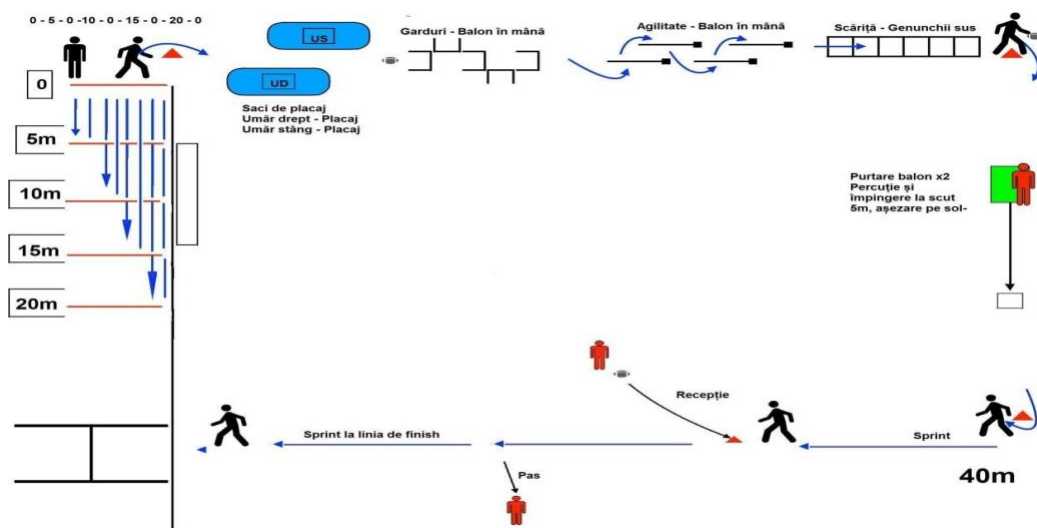 0 - 5 - 0 -10 - 0 - 15 - 0 - 20 - 0
US
Garduri - Balon în mână
Agilitate - Balon în mână
Scăriță - Genunchii sus
0
UD
Saci de placaj
Umăr drept - Placaj
Umăr stâng - Placaj
5m
10m
15m
20m
Purtare balon x2
Percuție și
împingere la scut
5m, așezare pe sol-
Recepție
Sprint la linia de finish
Sprint
Pas
40m